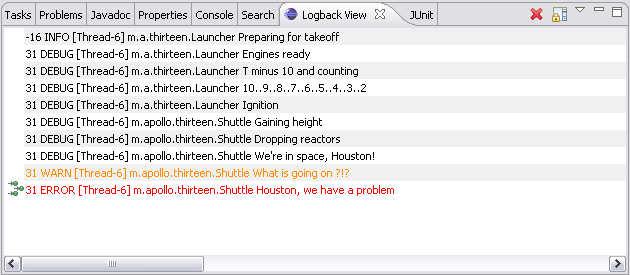 Tasks Problems Javadoc Properties Console Search Logback View JUnit
-16 INFO [Thread-6] m.a.thirteen.Launcher Preparing for takeoff
31 DEBUG [Thread-6] m.a.thirteen.Launcher Engines ready
31 DEBUG [Thread-6] m.a.thirteen.Launcher T minus 10 and counting
31 DEBUG [Thread-6] m.a.thirteen.Launcher 10..9..8..7..6..5..4..3..2
31 DEBUG [Thread-6] m.a.thirteen.Launcher Ignition
31 DEBUG [Thread-6] m.apollo.thirteen.Shuttle Gaining height
31 DEBUG [Thread-6] m.apollo.thirteen.Shuttle Dropping reactors
31 DEBUG [Thread-6] m.apollo.thirteen.Shuttle We're in space, Houston!
31 WARN [Thread-6] m.apollo.thirteen.Shuttle What is going on ?!?
31 ERROR [Thread-6] m.apollo.thirteen.Shuttle Houston, we have a problem